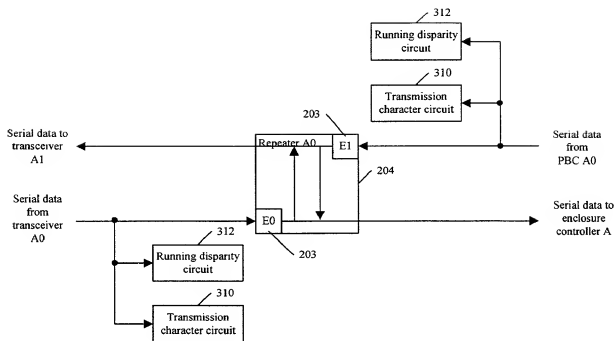 312
Running disparity
circuit
310
Transmission
character circuit
203
Serial data to
transceiver
A1
Repeater A0
E1
Serial data
from
PBC A0
204
Serial data
from
transceiver
A0
E0
Serial data to
enclosure
controller A
312
203
Running disparity
circuit
310
Transmission
character circuit